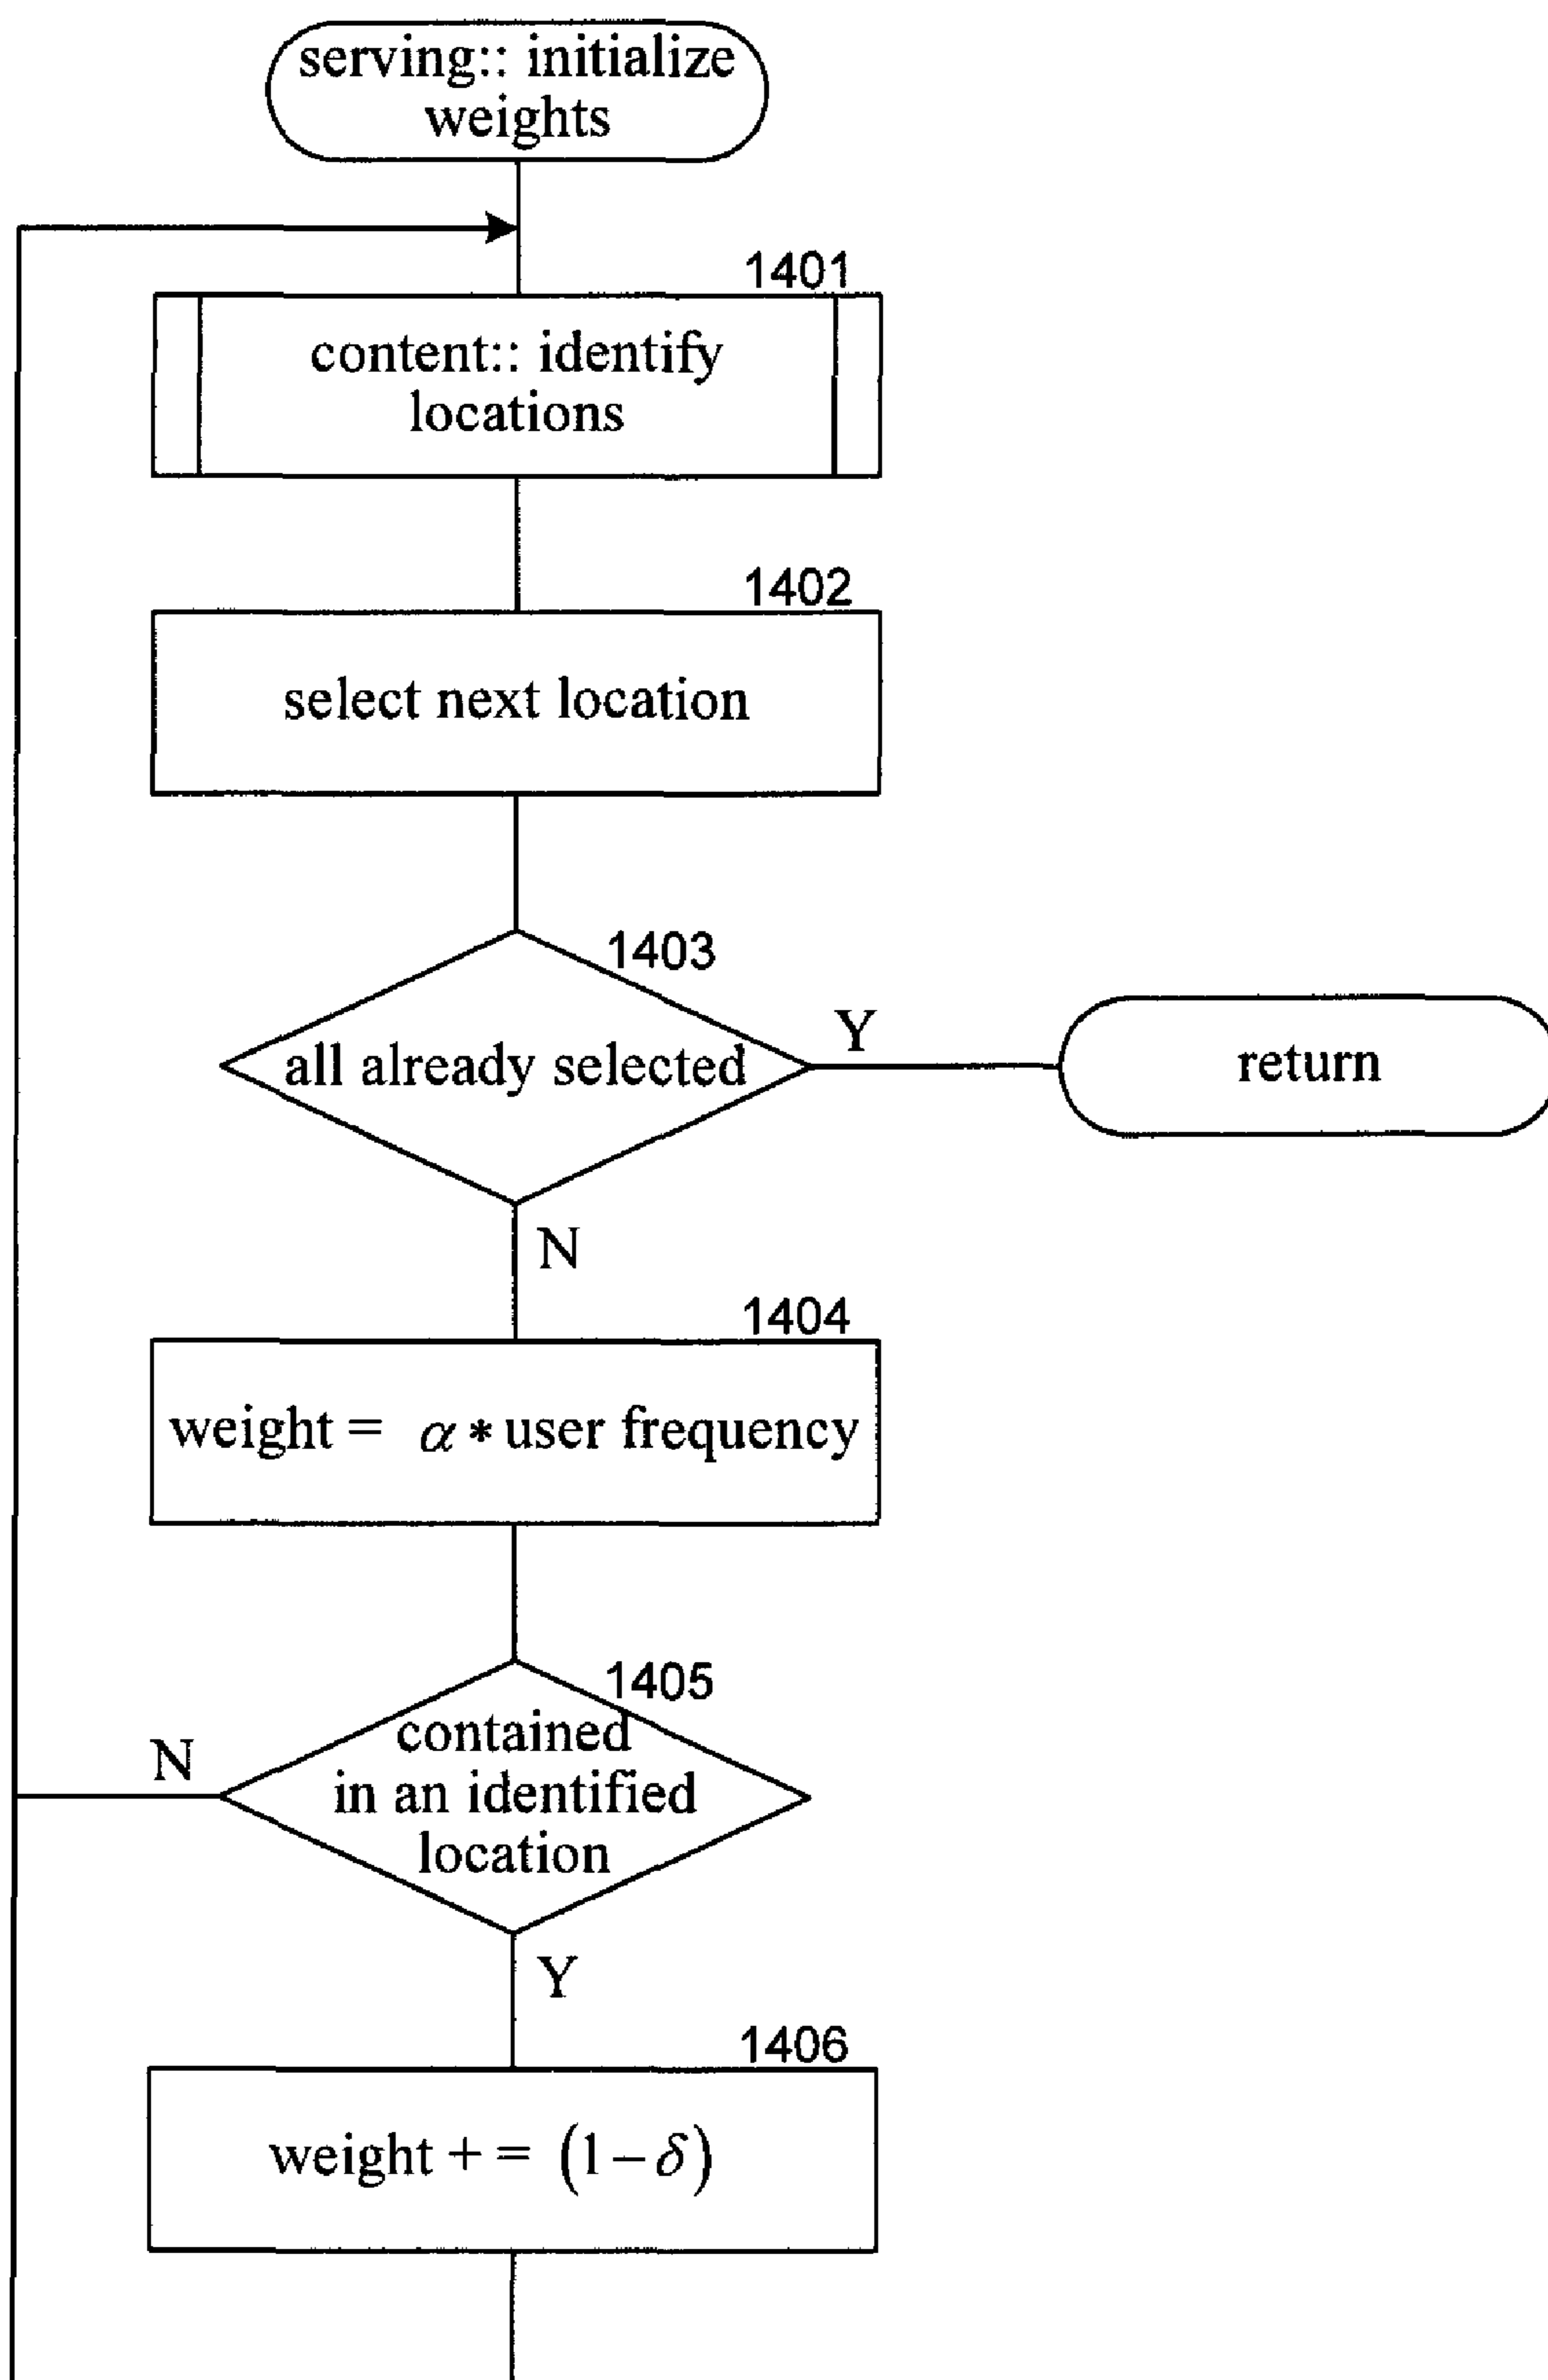 serving:: initialize
weights
1401
content:: identify
locations
1402
select next location
1403
all already selected
Y
return
N
1404
weight = α * user frequency
1405
contained
in an identified
location
N
Y
1406
weight + = (1 − δ)